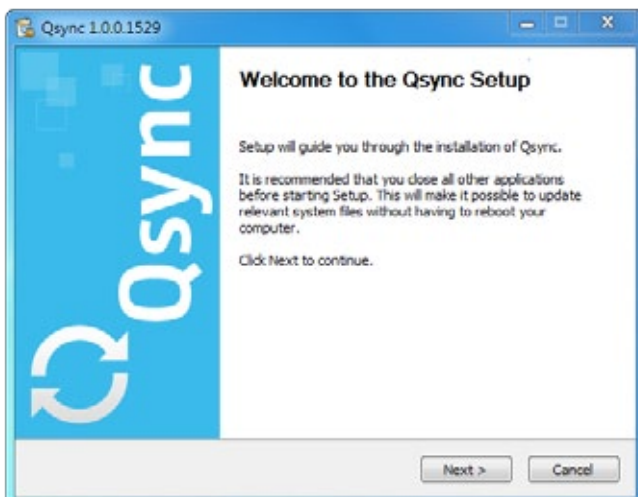 Qsync 1.0.0.1529
Qsync
Welcome to the Qsync Setup
Setup will guide you through the installation of Qsync.
It is recommended that you close all other applications
before starting Setup. This will make it possible to update
relevant system files without having to reboot your
computer.
Click Next to continue.
Next >
Cancel